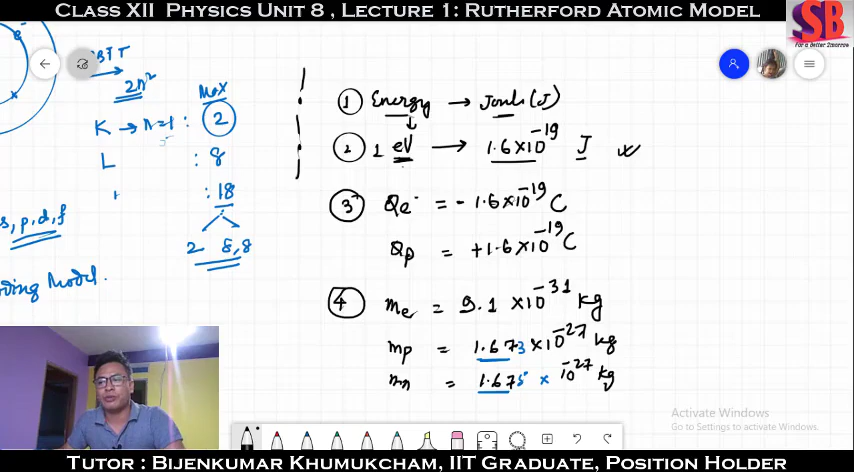 CLASS XII PHYSICS UNIT 8 , LECTURE 1: RUTHERFORD ATOMIC MODEL
SB
For a Better 2morrow
2n²
Max
K → n=1 : 2
L : 8
: 18
2 8,8
s, p, d, f
Model.
① Energy → Joule (J)
② 1 eV → 1.6×10⁻¹⁹ J
③ Qe⁻ = - 1.6×10⁻¹⁹ C
Qp = +1.6×10⁻¹⁹ C
④ me = 9.1 ×10⁻³¹ kg
mp = 1.673 ×10⁻²⁷ kg
mn = 1.675 × 10⁻²⁷ kg
Activate Windows
Go to Settings to activate Windows.
TUTOR : BIJENKUMAR KHUMUKCHAM, IIT GRADUATE, POSITION HOLDER